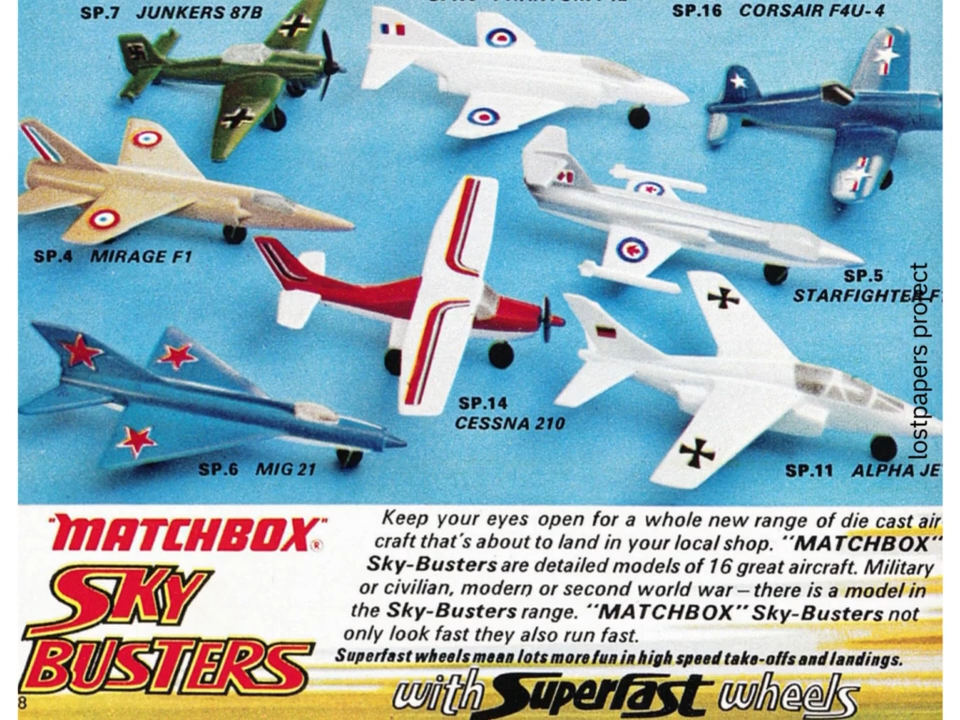 SP.7 JUNKERS 87B
SP.16 CORSAIR F4U-4
SP.4 MIRAGE F1
SP.5
STARFIGHTER F1
SP.14
CESSNA 210
SP.6 MIG 21
SP.11 ALPHA JE
lostpapers project
"MATCHBOX"®
SKY
BUSTERS
Keep your eyes open for a whole new range of die cast air
craft that's about to land in your local shop. "MATCHBOX"
Sky-Busters are detailed models of 16 great aircraft. Military
or civilian, modern or second world war – there is a model in
the Sky-Busters range. "MATCHBOX" Sky-Busters not
only look fast they also run fast.
Superfast wheels mean lots more fun in high speed take-offs and landings.
with Superfast wheels
8